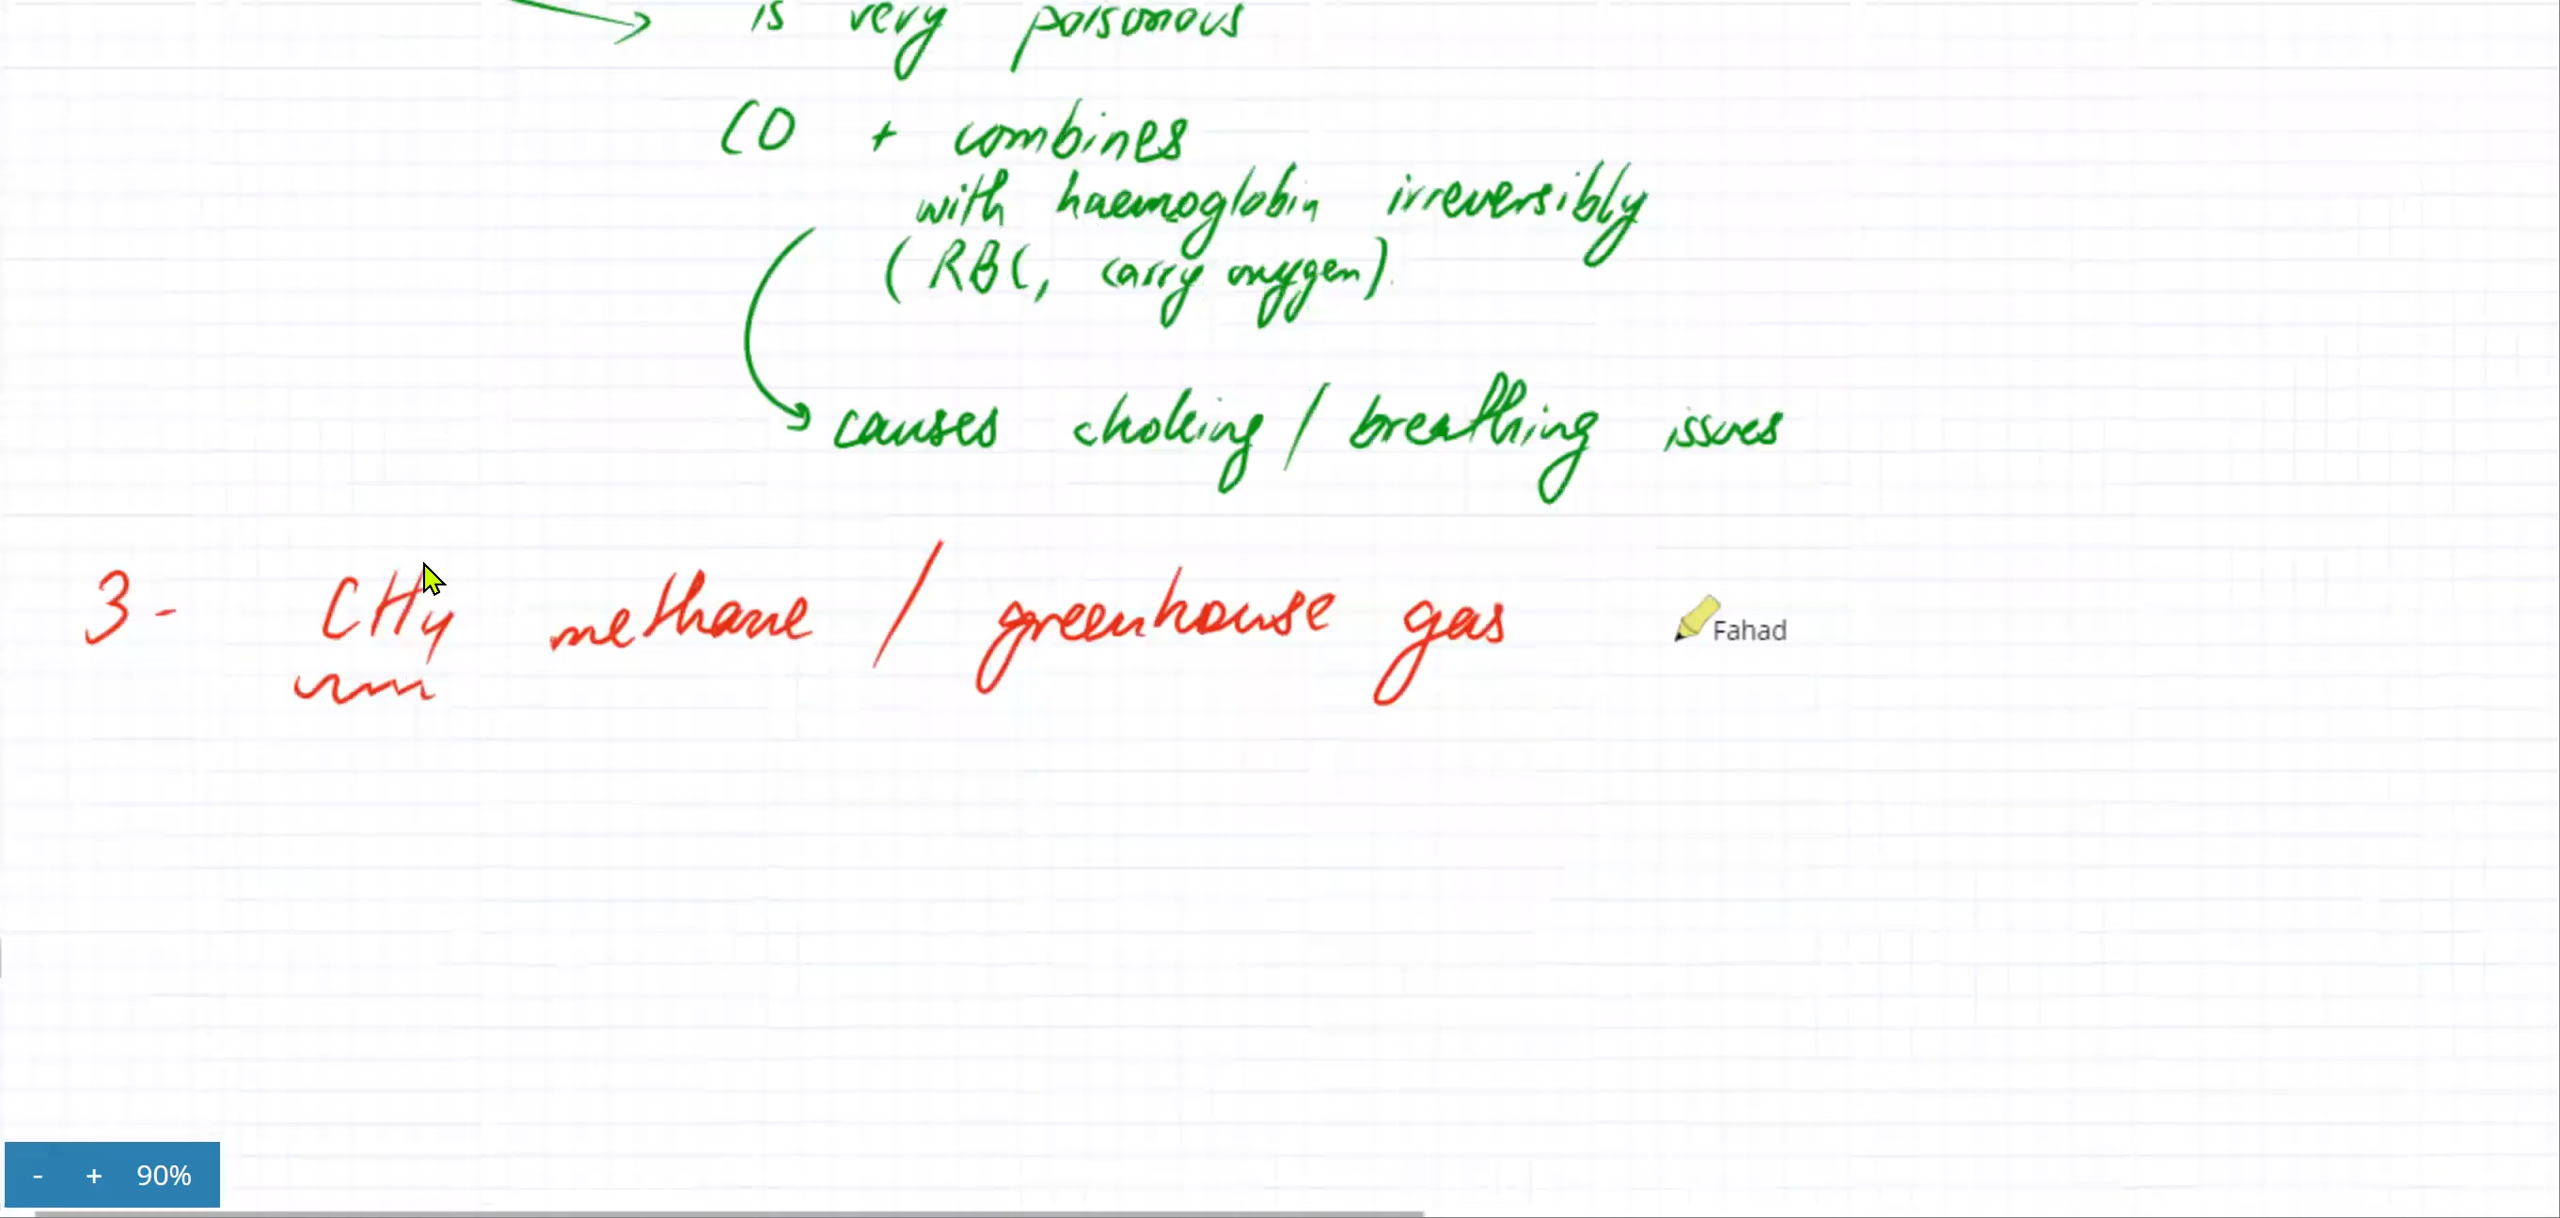 is very poisonous
CO + combines
with haemoglobin irreversibly
(RBC, carry oxygen).
causes choking / breathing issues
3- CH4 methane / greenhouse gas
Fahad
- + 90%